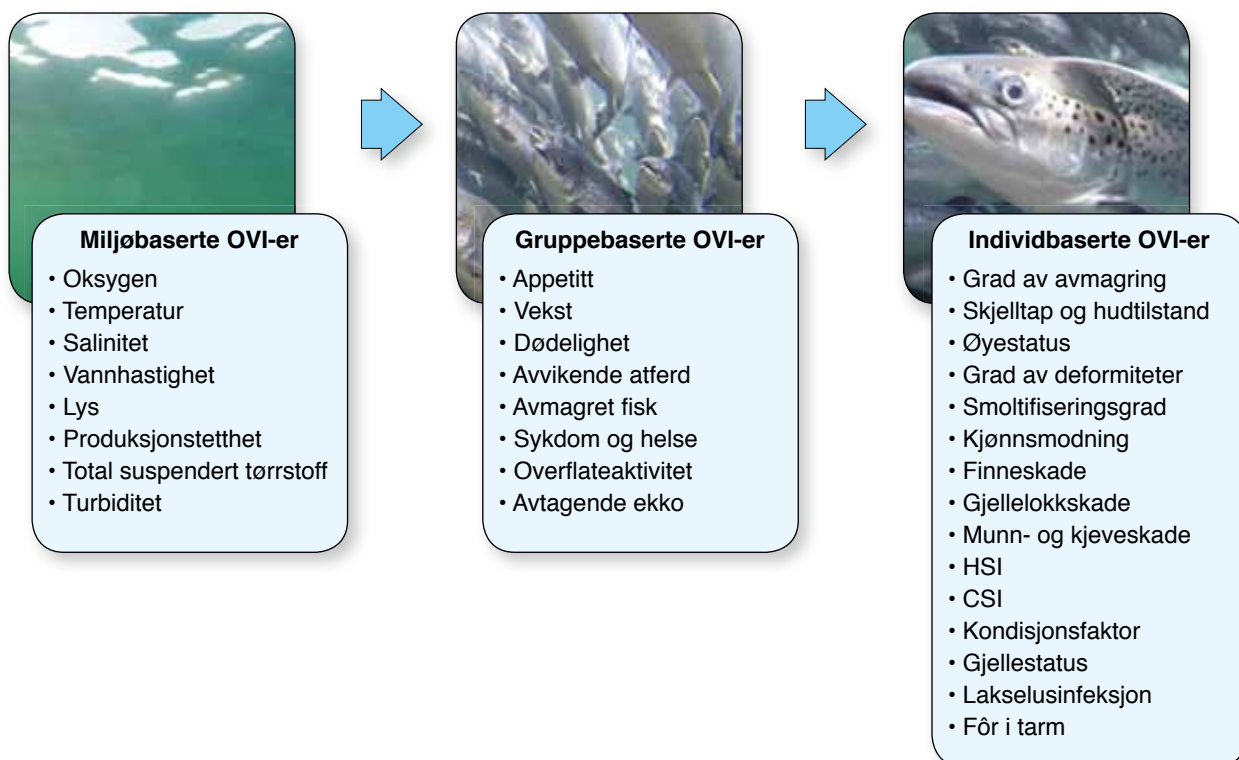 Miljøbaserte OVI-er
• Oksygen
• Temperatur
• Salinitet
• Vannhastighet
• Lys
• Produksjonstetthet
• Total suspendert tørrstoff
• Turbiditet
Gruppebaserte OVI-er
• Appetitt
• Vekst
• Dødelighet
• Avvikende atferd
• Avmagret fisk
• Sykdom og helse
• Overflateaktivitet
• Avtagende ekko
Individbaserte OVI-er
• Grad av avmagring
• Skjelltap og hudtilstand
• Øyestatus
• Grad av deformiteter
• Smoltifiseringsgrad
• Kjønnsmodning
• Finneskade
• Gjellelokkskade
• Munn- og kjeveskade
• HSI
• CSI
• Kondisjonsfaktor
• Gjellestatus
• Lakselusinfeksjon
• Fôr i tarm